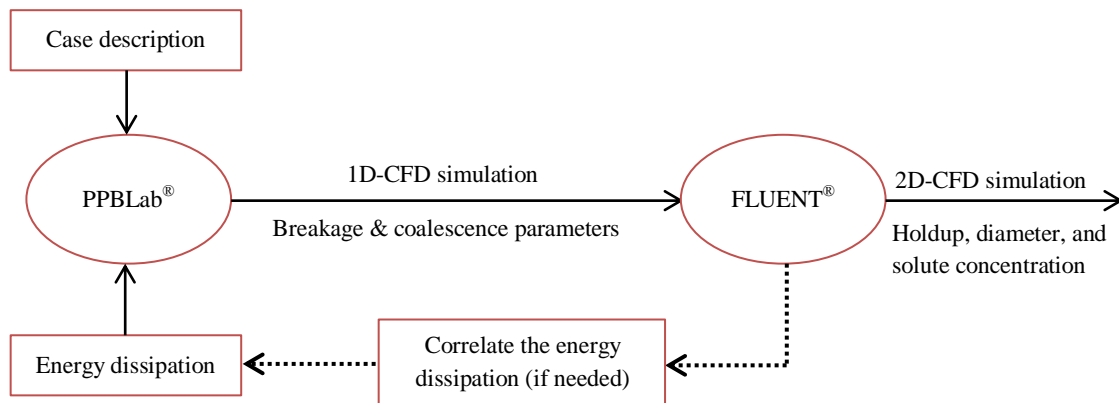 Case description
PPBLab®
1D-CFD simulation
Breakage & coalescence parameters
FLUENT®
2D-CFD simulation
Holdup, diameter, and
solute concentration
Energy dissipation
Correlate the energy
dissipation (if needed)